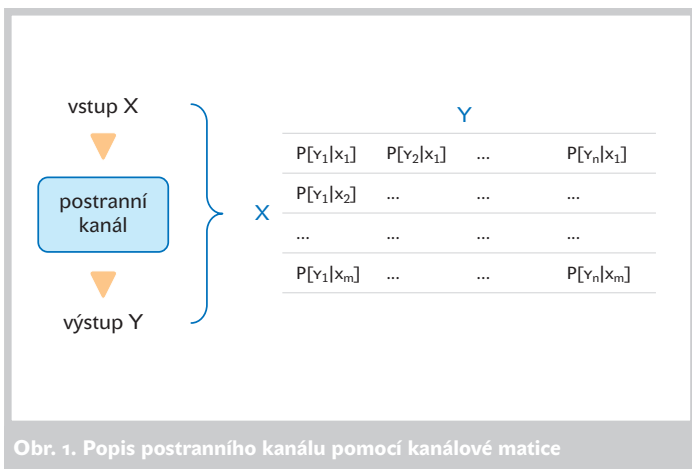 vstup X
postranní
kanál
výstup Y
X
Y
P[Y₁|x₁] P[Y₂|x₁] ... P[Yₙ|x₁]
P[Y₁|x₂] ... ... ...
... ... ... ...
P[Y₁|xₘ] ... ... P[Yₙ|xₘ]
Obr. 1. Popis postranního kanálu pomocí kanálové matice